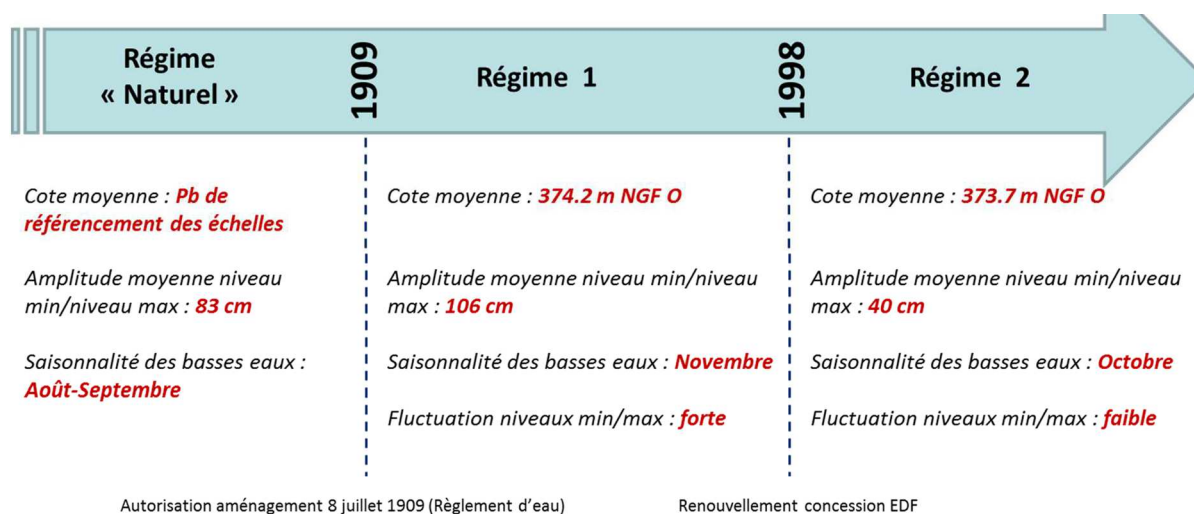 Régime
« Naturel »
1909
Régime 1
1998
Régime 2
Cote moyenne : Pb de
référencement des échelles
Amplitude moyenne niveau
min/niveau max : 83 cm
Saisonnalité des basses eaux :
Août-Septembre
Cote moyenne : 374.2 m NGF O
Amplitude moyenne niveau min/niveau
max : 106 cm
Saisonnalité des basses eaux : Novembre
Fluctuation niveaux min/max : forte
Cote moyenne : 373.7 m NGF O
Amplitude moyenne niveau min/niveau
max : 40 cm
Saisonnalité des basses eaux : Octobre
Fluctuation niveaux min/max : faible
Autorisation aménagement 8 juillet 1909 (Règlement d'eau)
Renouvellement concession EDF